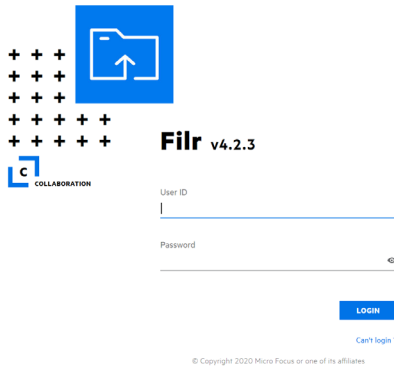 Filr v4.2.3
C
COLLABORATION
User ID
Password
LOGIN
Can't login
© Copyright 2020 Micro Focus or one of its affiliates